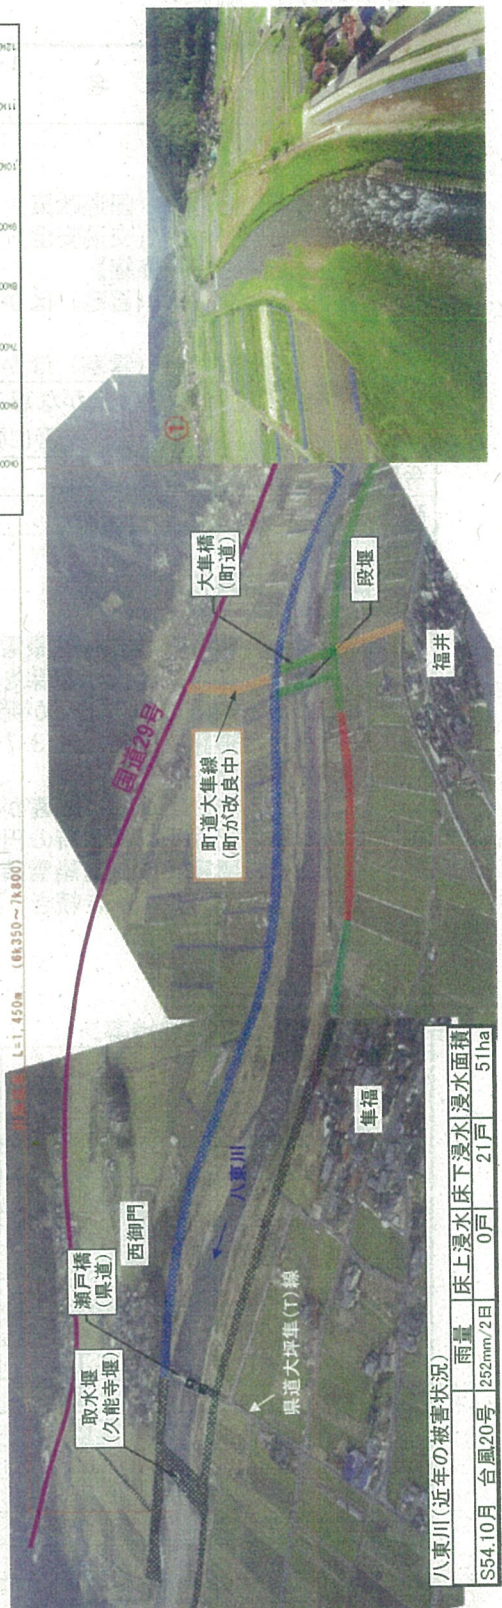 計画延長 L=1,450m (6k350～7k800)
国道29号
取水堰
(久能寺堰)
瀬戸橋
(県道)
西御門
町道大隼線
(町が改良中)
大隼橋
(町道)
段堰
八東川
県道大坪隼(T)線
隼福
福井
①
八東川(近年の被害状況)
雨量 床上浸水 床下浸水 浸水面積
S54.10月 台風20号 252mm/2日 0戸 21戸 51ha